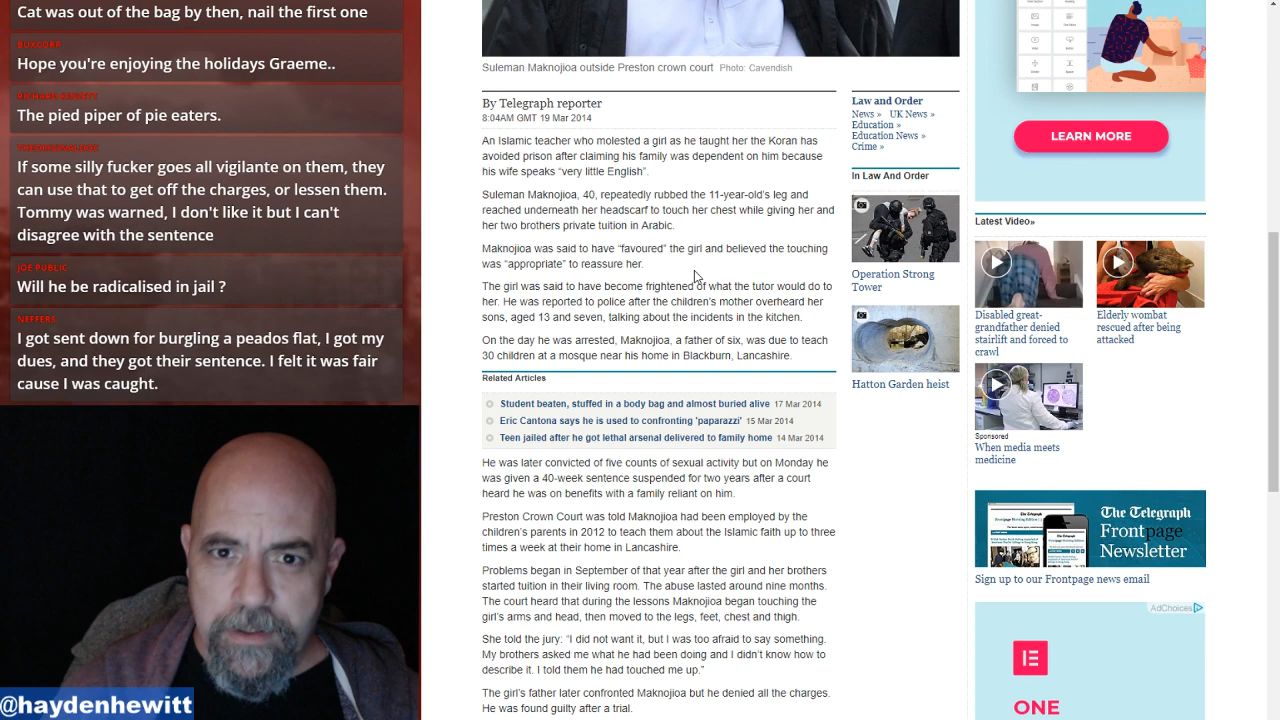 Cat was out of the bag by then, nail the first one
BUXCORP
Hope you're enjoying the holidays Graeme..
The pied piper of bald heads.
If some silly fucker goes all vigilante on them, they
can use that to get off the charges, or lessen them.
Tommy was warned, I don't like it but I can't
disagree with the sentence
JOE PUBLIC
Will he be radicalised in jail ?
NEFFERS
I got sent down for burgling a peados flat, I got my
dues, and they got their sentence. I felt it was fair
cause I was caught.
@haydenhewitt
Suleman Maknojioa outside Preston crown court Photo: Cavendish
By Telegraph reporter
8:04AM GMT 19 Mar 2014
An Islamic teacher who molested a girl as he taught her the Koran has
avoided prison after claiming his family was dependent on him because
his wife speaks “very little English”.
Suleman Maknojioa, 40, repeatedly rubbed the 11-year-old’s leg and
reached underneath her headscarf to touch her chest while giving her and
her two brothers private tuition in Arabic.
Maknojioa was said to have “favoured” the girl and believed the touching
was “appropriate” to reassure her.
The girl was said to have become frightened of what the tutor would do to
her. He was reported to police after the children’s mother overheard her
sons, aged 13 and seven, talking about the incidents in the kitchen.
On the day he was arrested, Maknojioa, a father of six, was due to teach
30 children at a mosque near his home in Blackburn, Lancashire.
Related Articles
Student beaten, stuffed in a body bag and almost buried alive 17 Mar 2014
Eric Cantona says he is used to confronting 'paparazzi' 15 Mar 2014
Teen jailed after he got lethal arsenal delivered to family home 14 Mar 2014
He was later convicted of five counts of sexual activity but on Monday he
was given a 40-week sentence suspended for two years after a court
heard he was on benefits with a family reliant on him.
Preston Crown Court was told Maknojioa had been employed by the
children’s parents in 2012 to teach them about the Islamic faith up to three
times a week at their home in Lancashire.
Problems began in September that year after the girl and her brothers
started tuition in their living room. The abuse lasted around nine months.
The court heard that during the lessons Maknojioa began touching the
girl’s arms and head, then moved to the legs, feet, chest and thigh.
She told the jury: “I did not want it, but I was too afraid to say something.
My brothers asked me what he had been doing and I didn’t know how to
describe it. I told them he had touched me up.”
The girl’s father later confronted Maknojioa but he denied all the charges.
He was found guilty after a trial.
Law and Order
News » UK News »
Education »
Education News »
Crime »
In Law And Order
Operation Strong
Tower
Hatton Garden heist
LEARN MORE
Latest Video»
Disabled great-
grandfather denied
stairlift and forced to
crawl
Elderly wombat
rescued after being
attacked
Sponsored
When media meets
medicine
The Telegraph
Frontpage
Newsletter
Sign up to our Frontpage news email
AdChoices
ONE